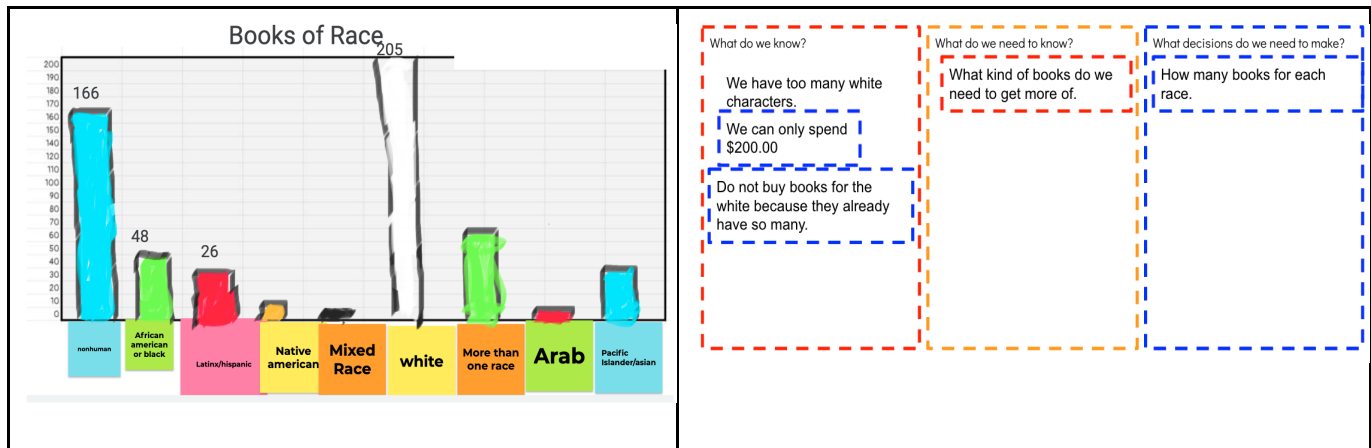 Books of Race
205
200
190
180
170
160
150
140
130
120
110
100
90
80
70
60
50
40
30
20
10
0
166
48
26
nonhuman
African
american
or black
Latinx/hispanic
Native
american
Mixed
Race
white
More than
one race
Arab
Pacific
Islander/asian
What do we know?
We have too many white
characters.
We can only spend
$200.00
Do not buy books for the
white because they already
have so many.
What do we need to know?
What kind of books do we
need to get more of.
What decisions do we need to make?
How many books for each
race.